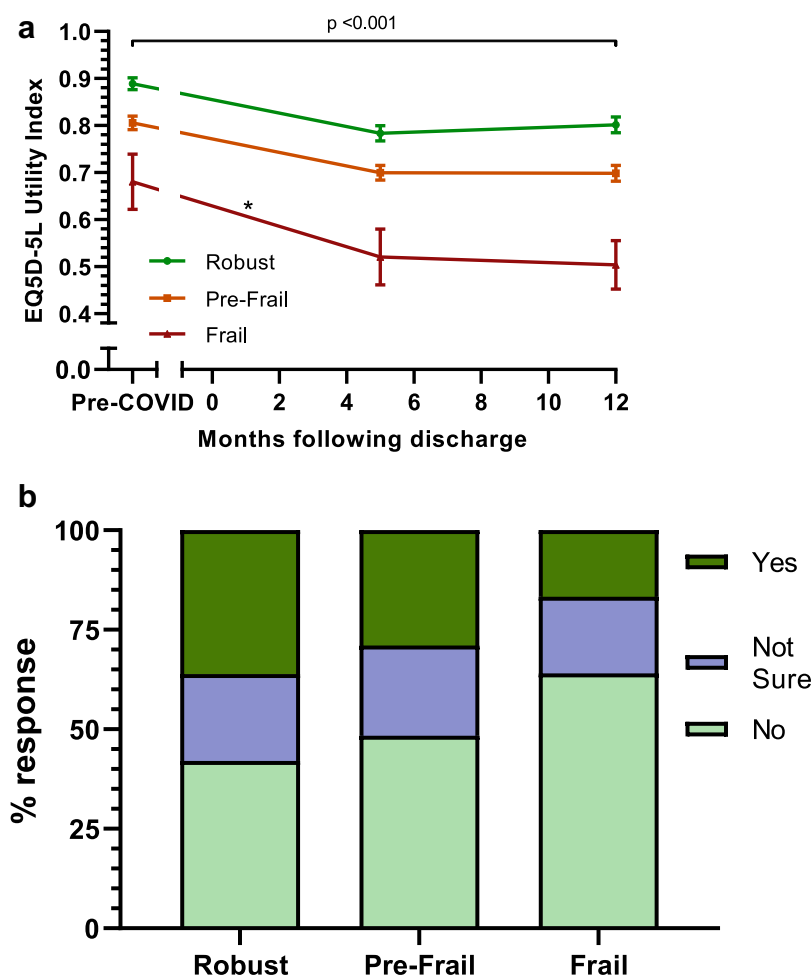 a
p <0.001
EQ5D-5L Utility Index
1.0
0.9
0.8
0.7
0.6
0.5
0.4
0.0
*
Robust
Pre-Frail
Frail
Pre-COVID 0 2 4 6 8 10 12
Months following discharge
b
% response
100
75
50
25
0
Yes
Not
Sure
No
Robust Pre-Frail Frail